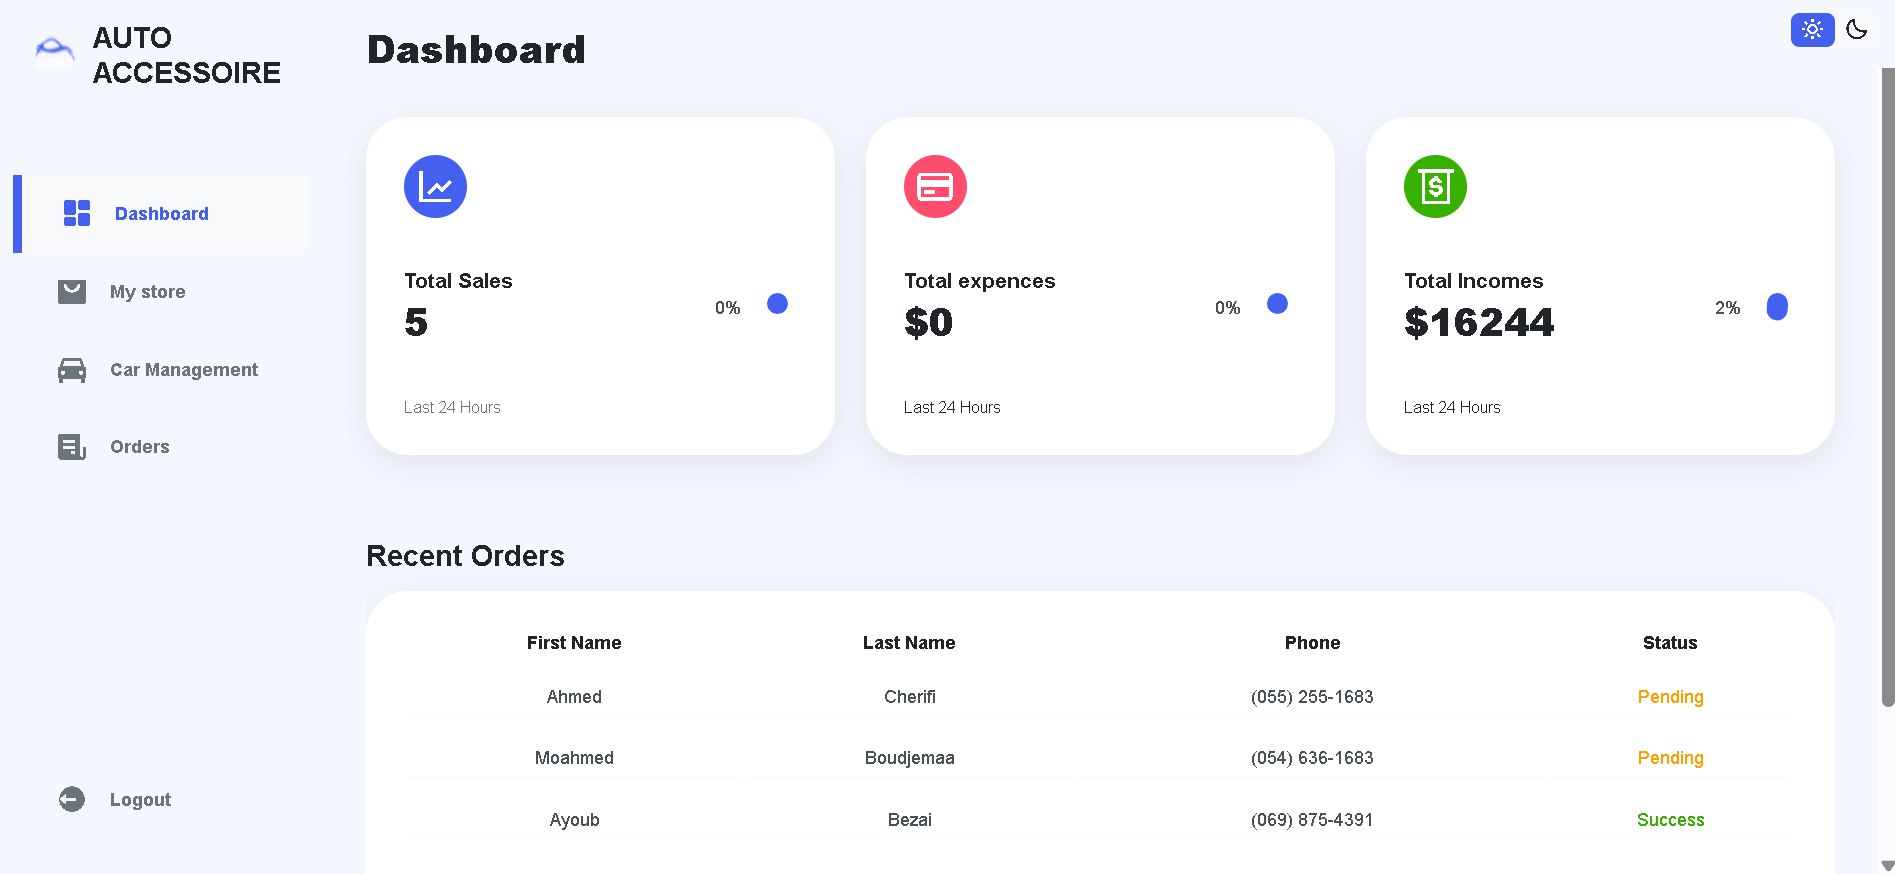 AUTO
ACCESSOIRE
Dashboard
Dashboard
My store
Car Management
Orders
Logout
Total Sales
5
0%
Last 24 Hours
Total expences
$0
0%
Last 24 Hours
Total Incomes
$16244
2%
Last 24 Hours
Recent Orders
First Name Last Name Phone Status
Ahmed Cherifi (055) 255-1683 Pending
Moahmed Boudjemaa (054) 636-1683 Pending
Ayoub Bezai (069) 875-4391 Success